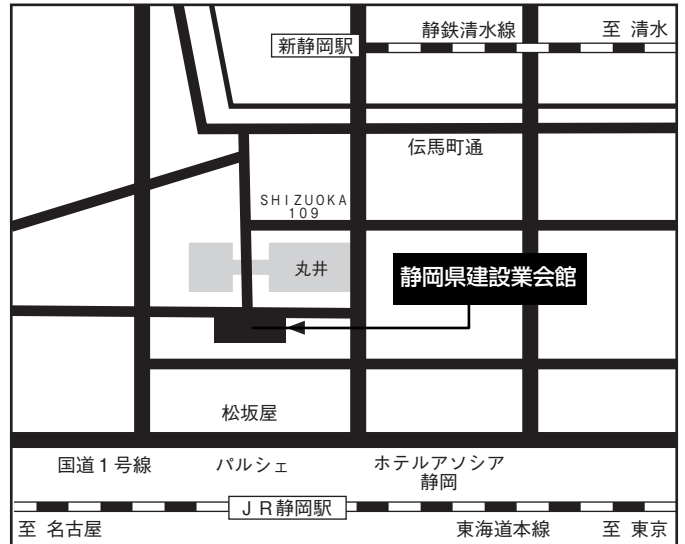 静鉄清水線
至 清水
新静岡駅
伝馬町通
SHIZUOKA
109
丸井
静岡県建設業会館
松坂屋
国道1号線
パルシェ
ホテルアソシア
静岡
JR静岡駅
至 名古屋
東海道本線
至 東京